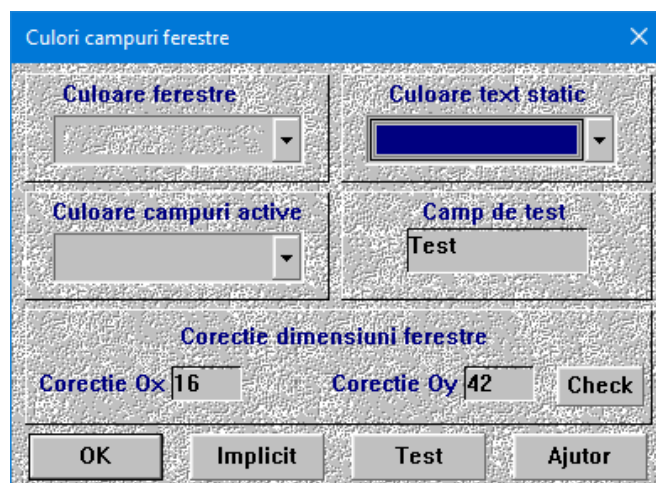 Culori campuri ferestre
Culoare ferestre
Culoare text static
Culoare campuri active
Camp de test
Test
Corectie dimensiuni ferestre
Corectie Ox 16
Corectie Oy 42
Check
OK
Implicit
Test
Ajutor